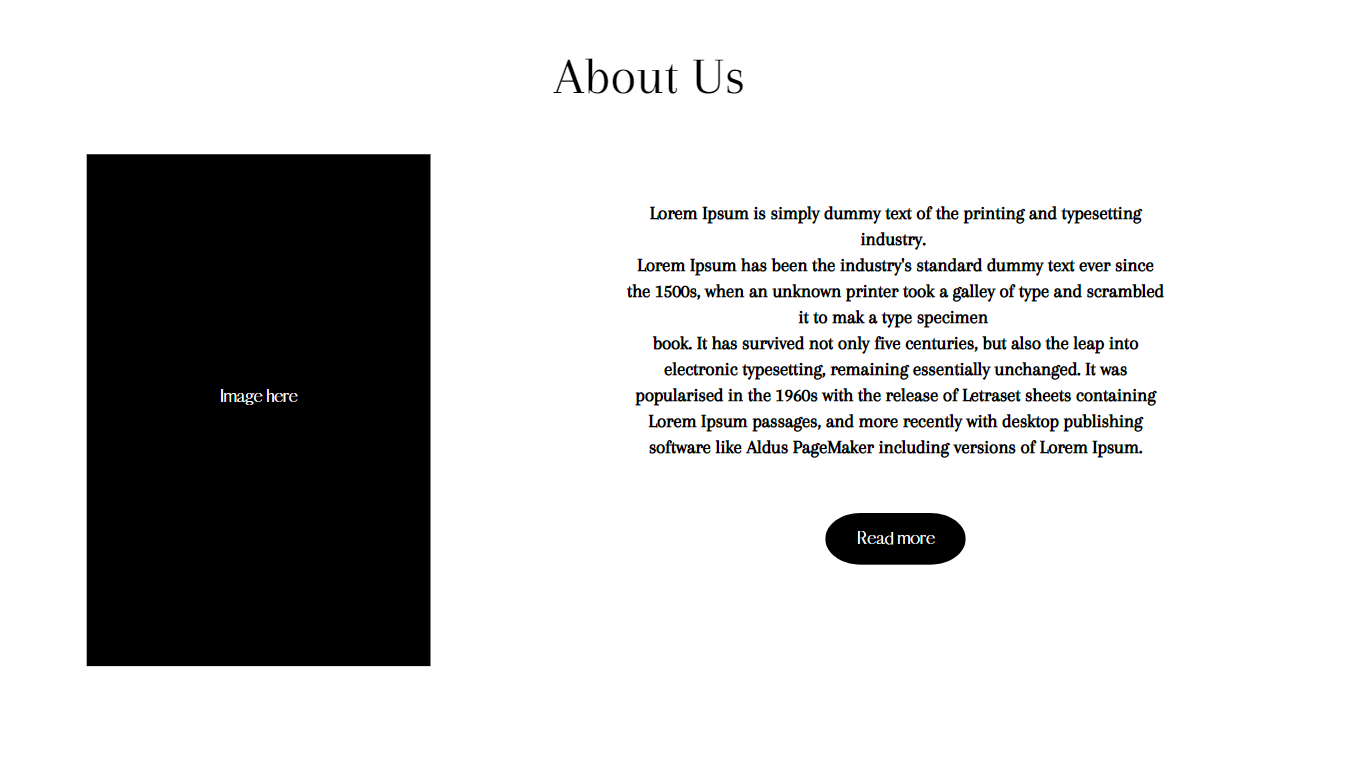 About Us
Lorem Ipsum is simply dummy text of the printing and typesetting
industry.
Lorem Ipsum has been the industry's standard dummy text ever since
the 1500s, when an unknown printer took a galley of type and scrambled
it to mak a type specimen
book. It has survived not only five centuries, but also the leap into
electronic typesetting, remaining essentially unchanged. It was
popularised in the 1960s with the release of Letraset sheets containing
Lorem Ipsum passages, and more recently with desktop publishing
software like Aldus PageMaker including versions of Lorem Ipsum.
Image here
Read more